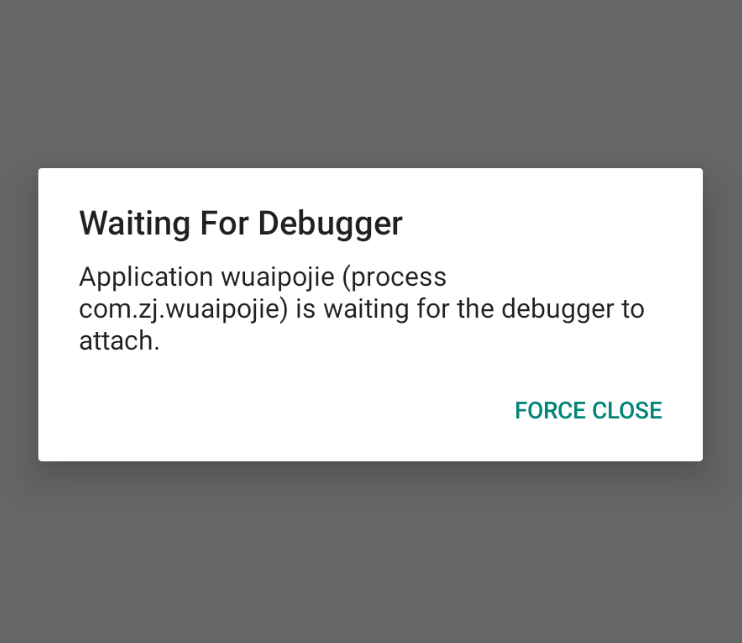 Waiting For Debugger
Application wuaipojie (process
com.zj.wuaipojie) is waiting for the debugger to
attach.
FORCE CLOSE